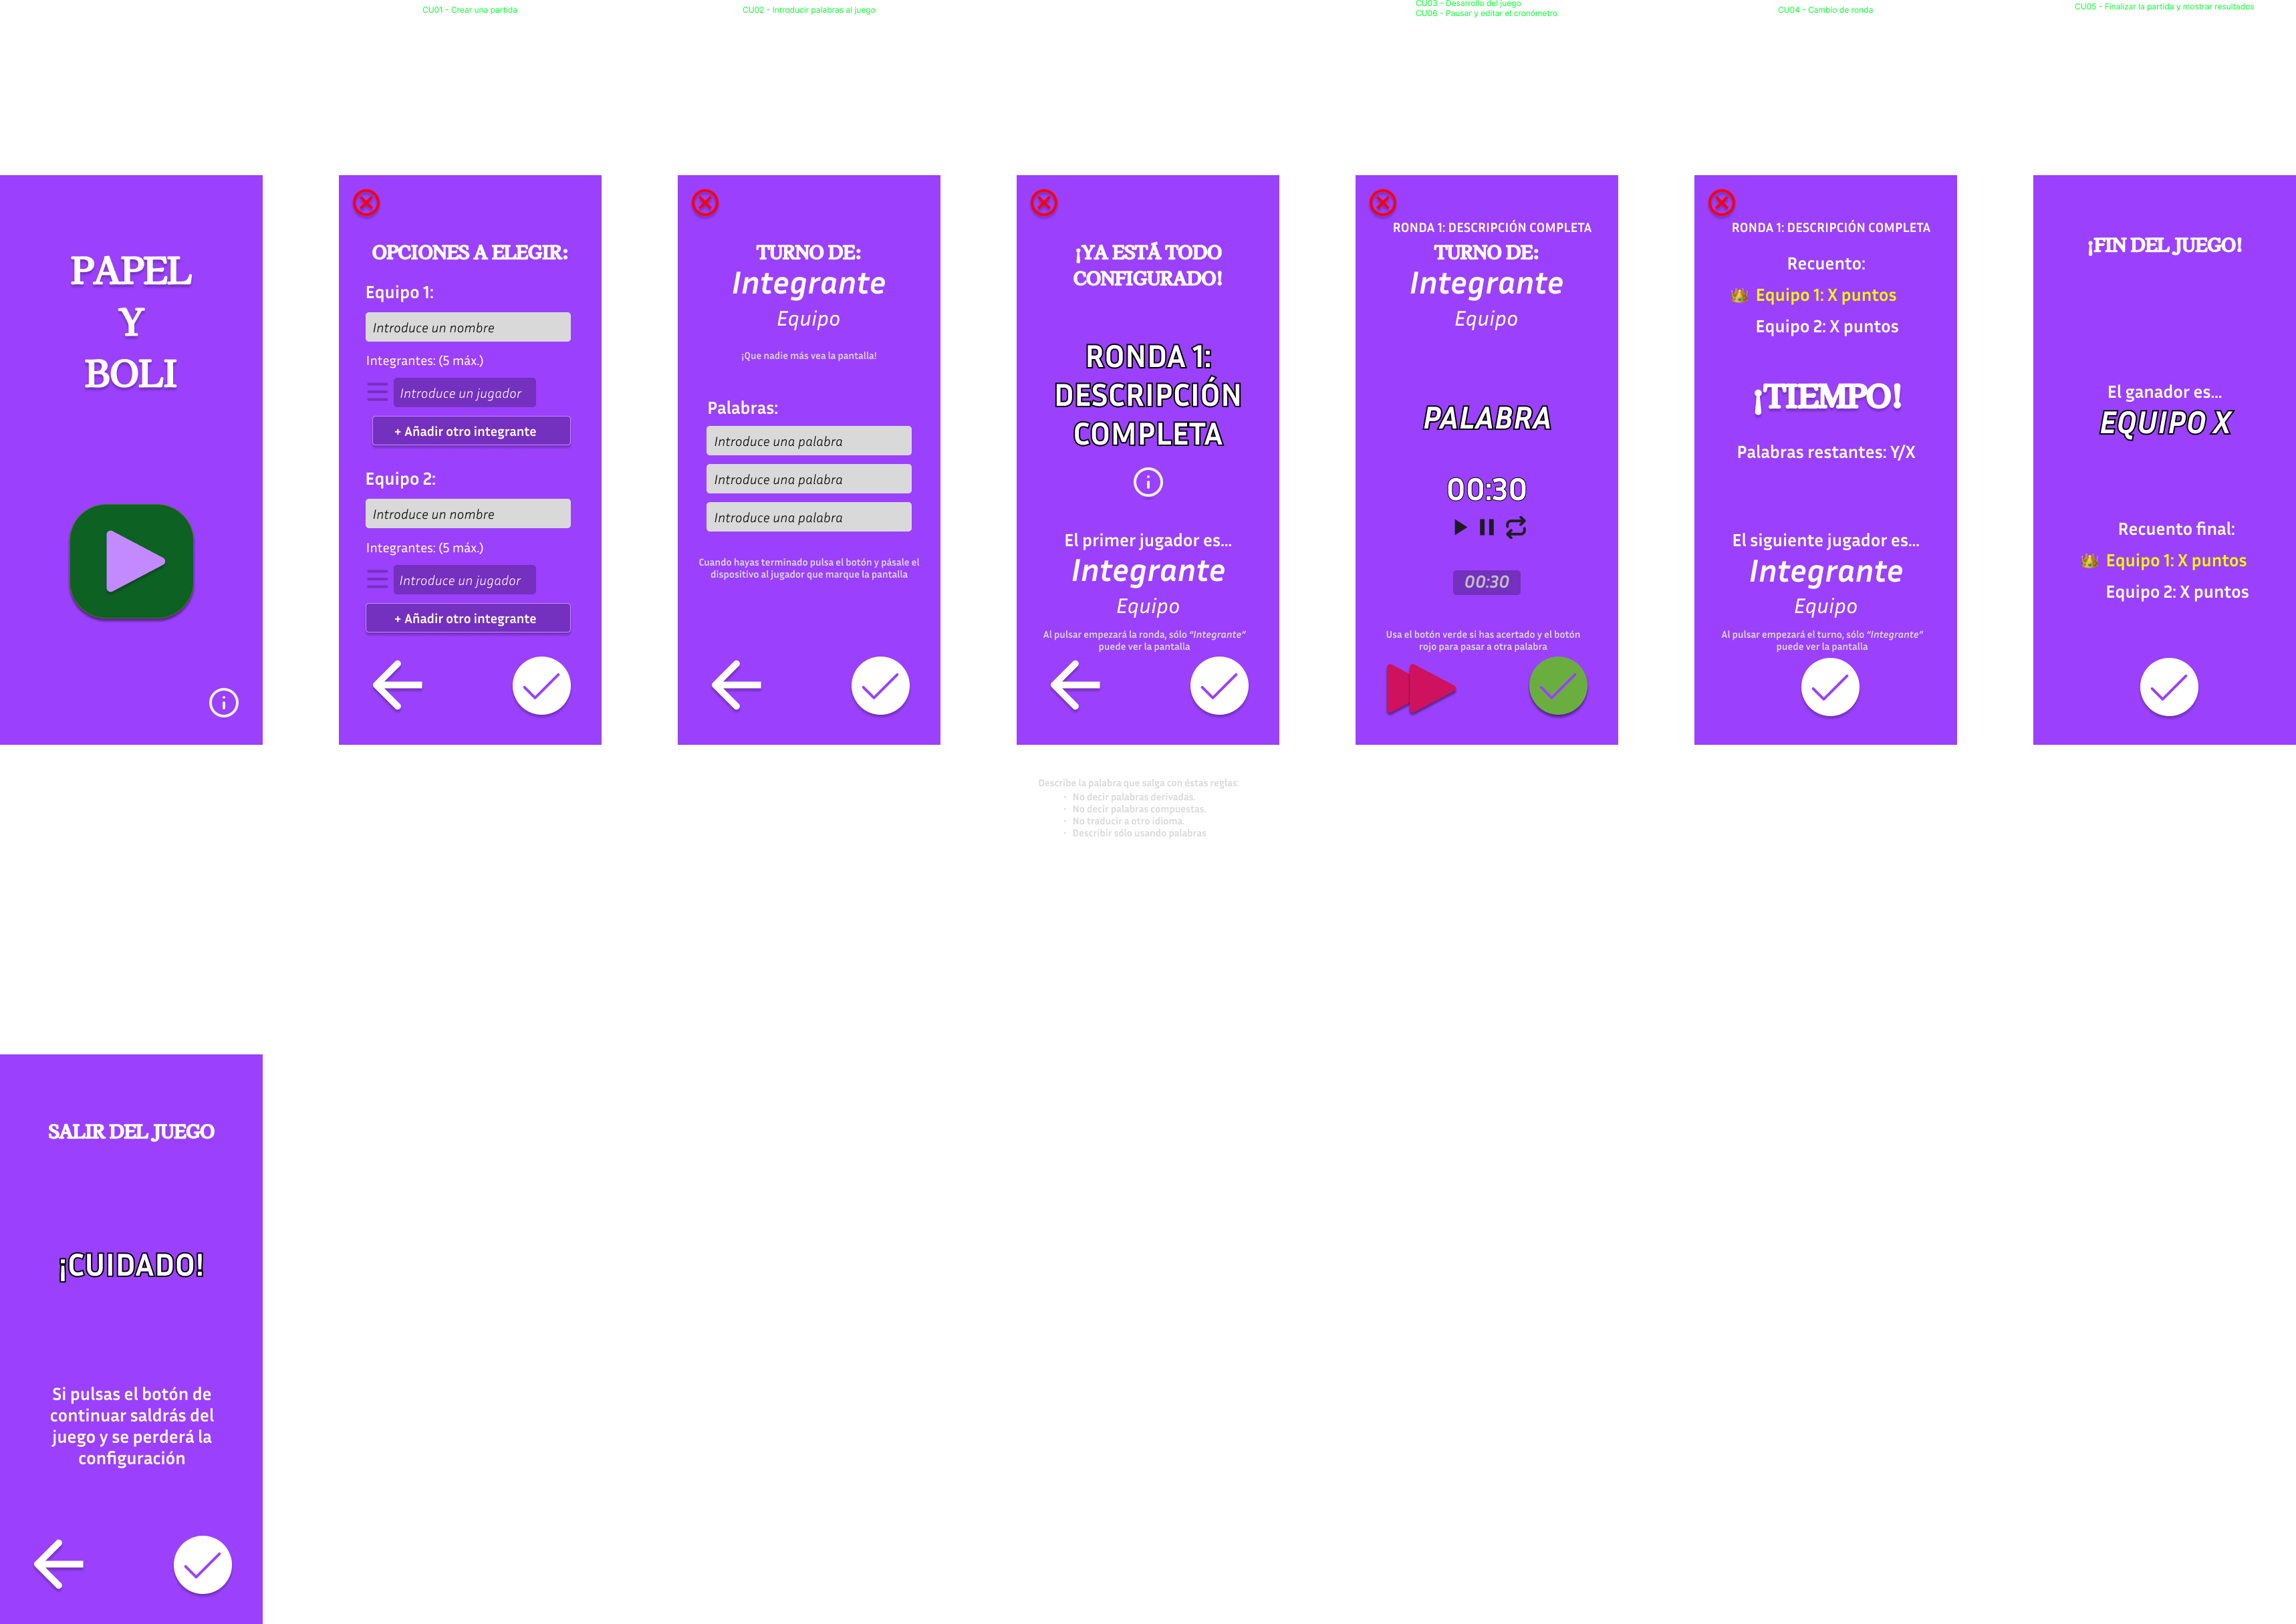 CU01 - Crear una partida
CU02 - Introducir palabras al juego
CU03 - Desarrollo del juego
CU06 - Pausar y editar el cronómetro
CU04 - Cambio de ronda
CU05 - Finalizar la partida y mostrar resultados
PAPEL
Y
BOLI
OPCIONES A ELEGIR:
Equipo 1:
Introduce un nombre
Integrantes: (5 máx.)
Introduce un jugador
+ Añadir otro integrante
Equipo 2:
Introduce un nombre
Integrantes: (5 máx.)
Introduce un jugador
+ Añadir otro integrante
TURNO DE:
Integrante
Equipo
¡Que nadie más vea la pantalla!
Palabras:
Introduce una palabra
Introduce una palabra
Introduce una palabra
Cuando hayas terminado pulsa el botón y pásale el
dispositivo al jugador que marque la pantalla
¡YA ESTÁ TODO
CONFIGURADO!
RONDA 1:
DESCRIPCIÓN
COMPLETA
El primer jugador es...
Integrante
Equipo
Al pulsar empezará la ronda, sólo “Integrante”
puede ver la pantalla
Describe la palabra que salga con éstas reglas:
· No decir palabras derivadas.
· No decir palabras compuestas.
· No traducir a otro idioma.
· Describir sólo usando palabras
RONDA 1: DESCRIPCIÓN COMPLETA
TURNO DE:
Integrante
Equipo
PALABRA
00:30
00:30
Usa el botón verde si has acertado y el botón
rojo para pasar a otra palabra
RONDA 1: DESCRIPCIÓN COMPLETA
Recuento:
Equipo 1: X puntos
Equipo 2: X puntos
¡TIEMPO!
Palabras restantes: Y/X
El siguiente jugador es...
Integrante
Equipo
Al pulsar empezará el turno, sólo “Integrante”
puede ver la pantalla
¡FIN DEL JUEGO!
El ganador es...
EQUIPO X
Recuento final:
Equipo 1: X puntos
Equipo 2: X puntos
SALIR DEL JUEGO
¡CUIDADO!
Si pulsas el botón de
continuar saldrás del
juego y se perderá la
configuración